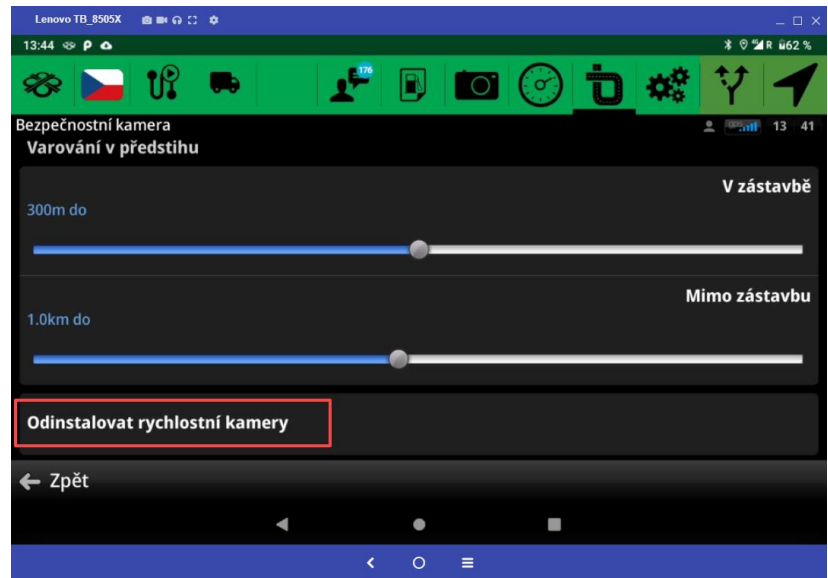 Lenovo TB_8505X
13:44
R 62 %
176
Bezpečnostní kamera
13 41
Varování v předstihu
V zástavbě
300m do
Mimo zástavbu
1.0km do
Odinstalovat rychlostní kamery
Zpět